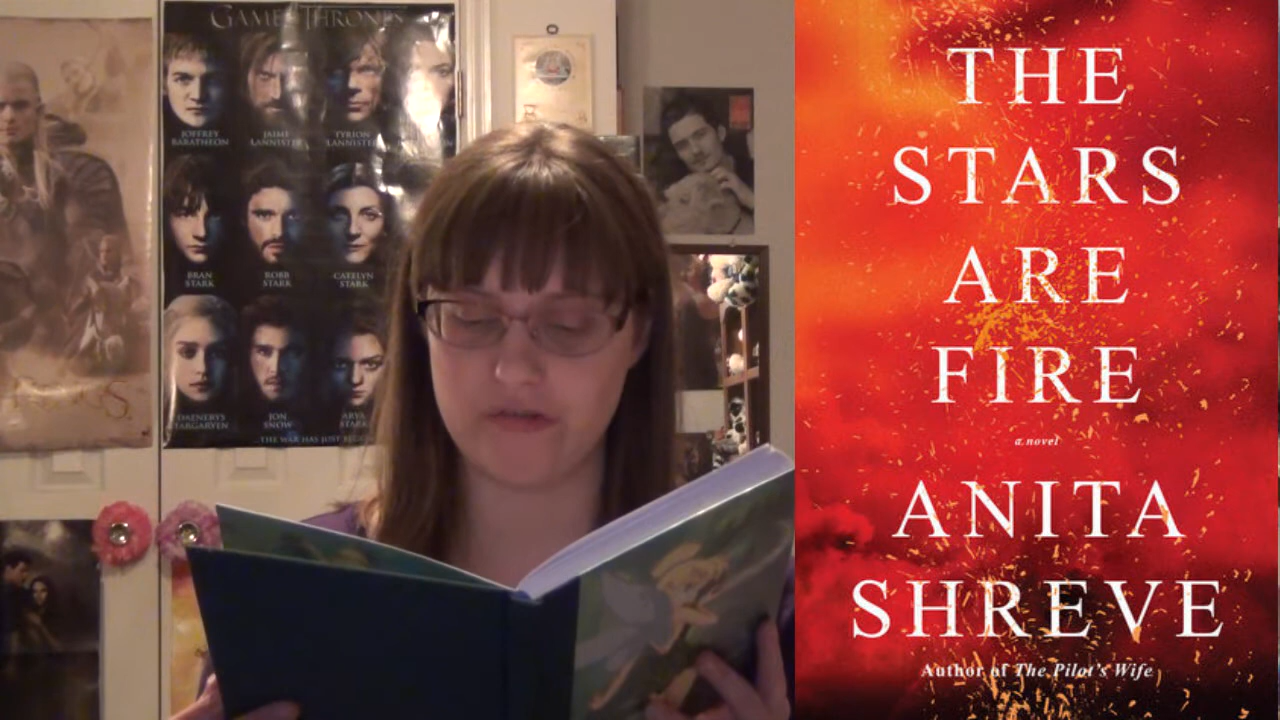 GAME OF THRONES
JOFFREY
BARATHEON
JAIME
LANNISTER
TYRION
LANNISTER
BRAN
STARK
ROBB
STARK
CATELYN
STARK
DAENERYS
TARGARYEN
JON
SNOW
ARYA
STARK
...THE WAR HAS JUST
THE
STARS
ARE
FIRE
a novel
ANITA
SHREVE
Author of The Pilot's Wife